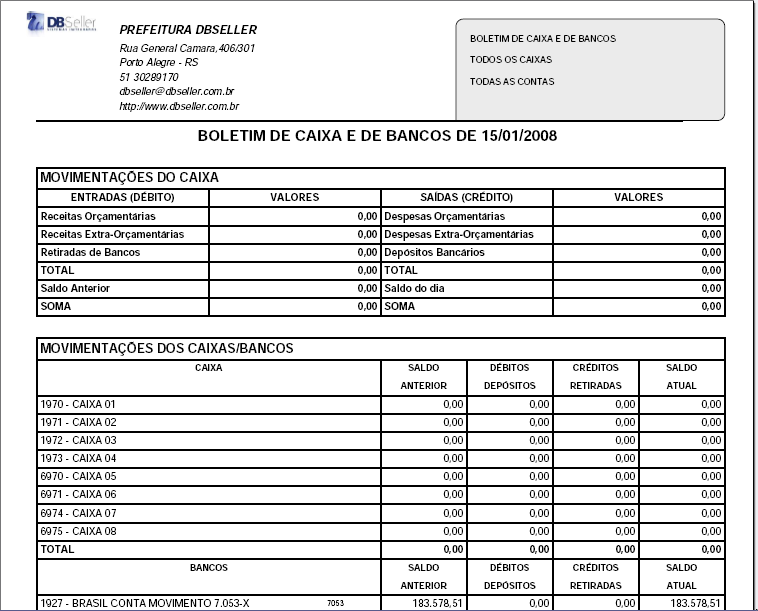 DBSeller
PREFEITURA DBSELLER
Rua General Camara,406/301
Porto Alegre - RS
51 30289170
dbseller@dbseller.com.br
http://www.dbseller.com.br
BOLETIM DE CAIXA E DE BANCOS
TODOS OS CAIXAS
TODAS AS CONTAS
BOLETIM DE CAIXA E DE BANCOS DE 15/01/2008
MOVIMENTAÇÕES DO CAIXA
ENTRADAS (DÉBITO) VALORES SAÍDAS (CRÉDITO) VALORES
Receitas Orçamentárias 0,00 Despesas Orçamentárias 0,00
Receitas Extra-Orçamentárias 0,00 Despesas Extra-Orçamentárias 0,00
Retiradas de Bancos 0,00 Depósitos Bancários 0,00
TOTAL 0,00 TOTAL 0,00
Saldo Anterior 0,00 Saldo do dia 0,00
SOMA 0,00 SOMA 0,00
MOVIMENTAÇÕES DOS CAIXAS/BANCOS
CAIXA SALDO DÉBITOS CRÉDITOS SALDO
ANTERIOR DEPÓSITOS RETIRADAS ATUAL
1970 - CAIXA 01 0,00 0,00 0,00 0,00
1971 - CAIXA 02 0,00 0,00 0,00 0,00
1972 - CAIXA 03 0,00 0,00 0,00 0,00
1973 - CAIXA 04 0,00 0,00 0,00 0,00
6970 - CAIXA 05 0,00 0,00 0,00 0,00
6971 - CAIXA 06 0,00 0,00 0,00 0,00
6974 - CAIXA 07 0,00 0,00 0,00 0,00
6975 - CAIXA 08 0,00 0,00 0,00 0,00
TOTAL 0,00 0,00 0,00 0,00
BANCOS SALDO DÉBITOS CRÉDITOS SALDO
ANTERIOR DEPÓSITOS RETIRADAS ATUAL
1927 - BRASIL CONTA MOVIMENTO 7.053-X 7053 183.578,51 0,00 0,00 183.578,51